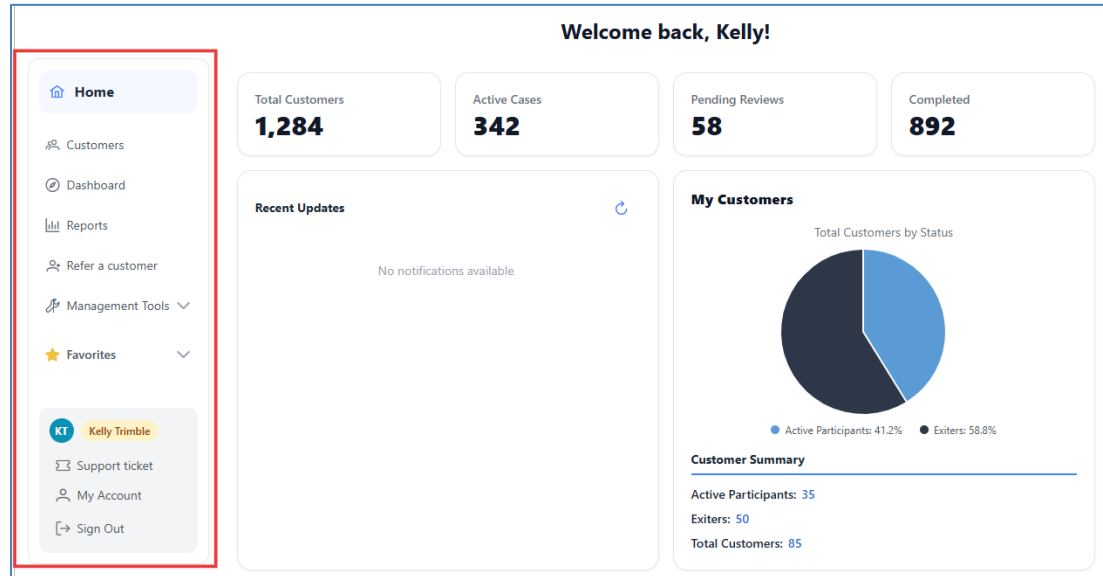 Welcome back, Kelly!
Home
Customers
Dashboard
Reports
Refer a customer
Management Tools
Favorites
KT Kelly Trimble
Support ticket
My Account
Sign Out
Total Customers
1,284
Active Cases
342
Pending Reviews
58
Completed
892
Recent Updates
No notifications available
My Customers
Total Customers by Status
Active Participants: 41.2% Exiters: 58.8%
Customer Summary
Active Participants: 35
Exiters: 50
Total Customers: 85